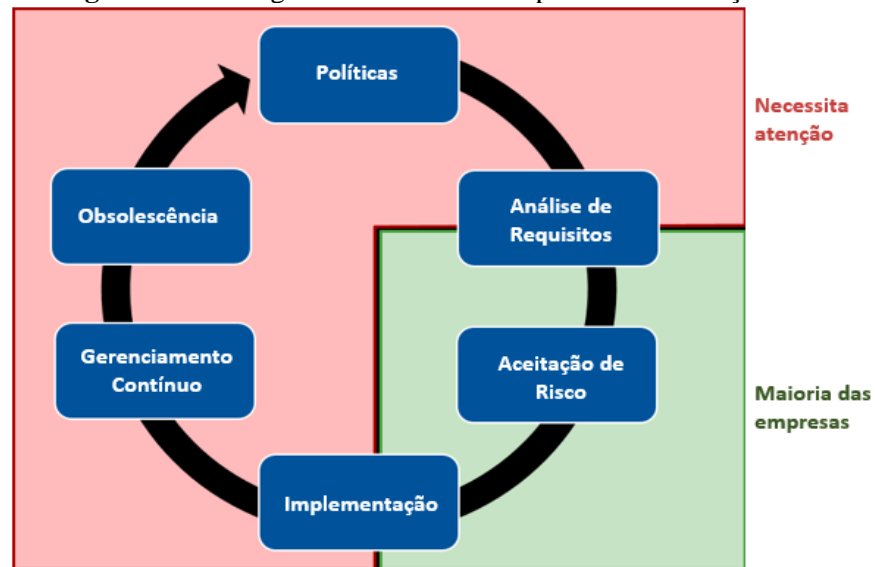 Políticas
Necessita
atenção
Análise de
Requisitos
Obsolescência
Gerenciamento
Contínuo
Aceitação de
Risco
Maioria das
empresas
Implementação